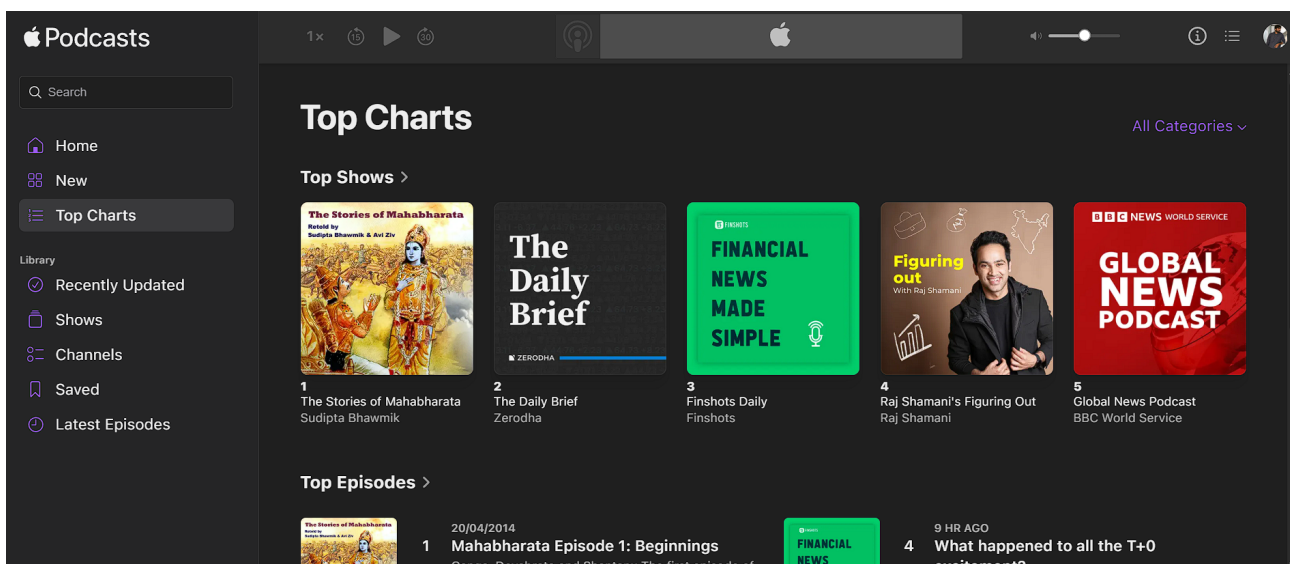 Podcasts
1×
15
30
Search
Home
New
Top Charts
Library
Recently Updated
Shows
Channels
Saved
Latest Episodes
Top Charts
All Categories
Top Shows
The Stories of Mahabharata
Retold by
Sudipta Bhawmik & Avi Ziv
1
The Stories of Mahabharata
Sudipta Bhawmik
The
Daily
Brief
ZERODHA
2
The Daily Brief
Zerodha
FINSHOTS
FINANCIAL
NEWS
MADE
SIMPLE
3
Finshots Daily
Finshots
Figuring
out
With Raj Shamani
4
Raj Shamani's Figuring Out
Raj Shamani
BBC NEWS WORLD SERVICE
GLOBAL
NEWS
PODCAST
5
Global News Podcast
BBC World Service
Top Episodes
The Stories of Mahabharata
Retold by
Sudipta Bhawmik & Avi Ziv
20/04/2014
1 Mahabharata Episode 1: Beginnings
FINSHOTS
FINANCIAL
NEWS
9 HR AGO
4 What happened to all the T+0